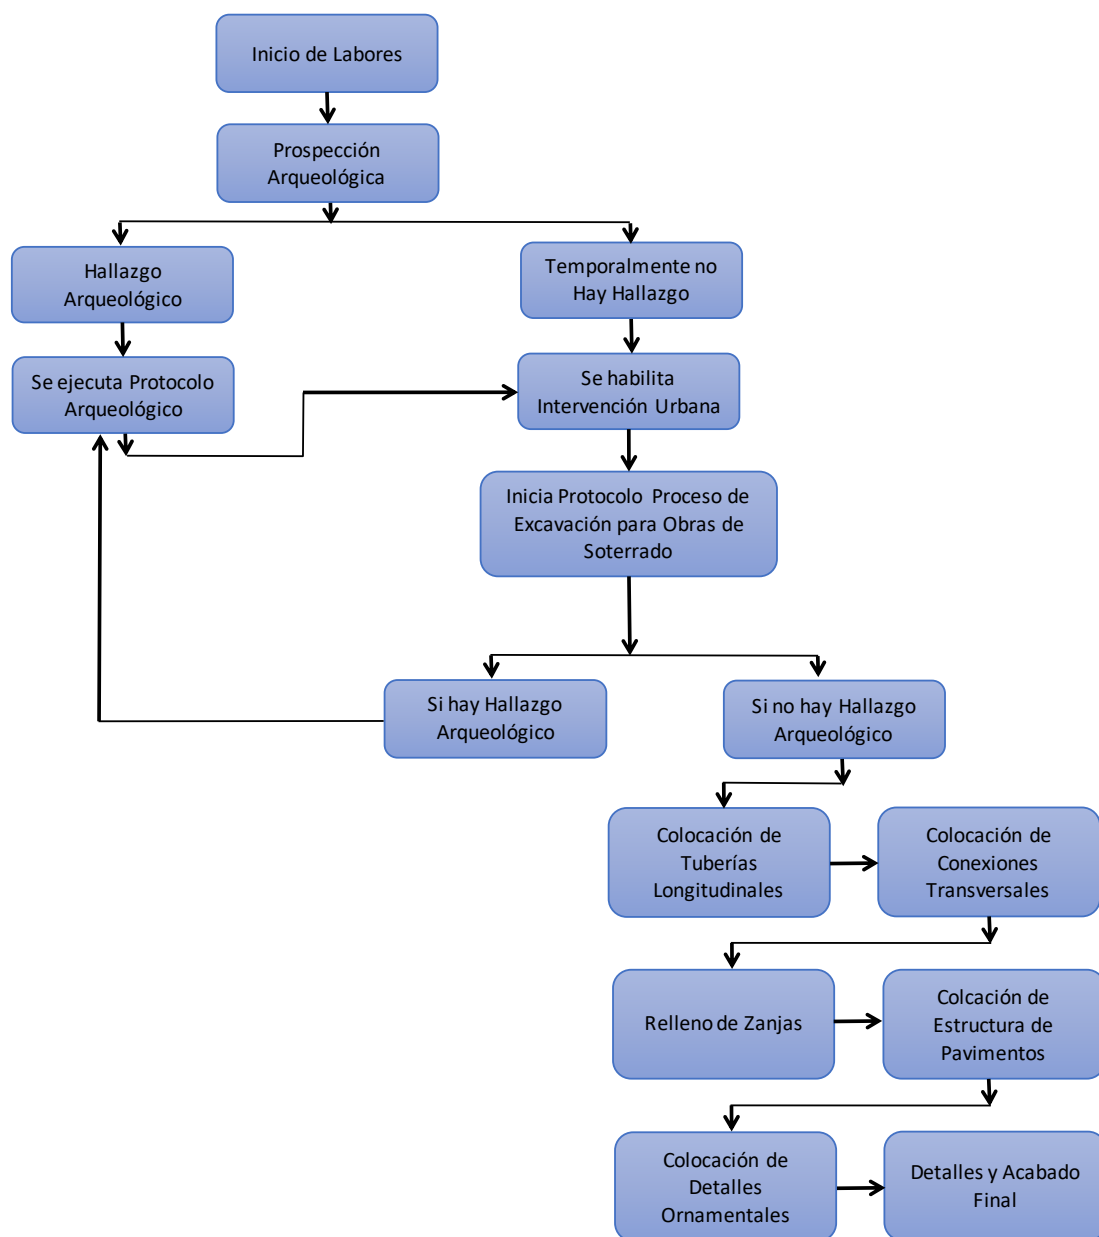 Inicio de Labores
Prospección
Arqueológica
Hallazgo
Arqueológico
Temporalmente no
Hay Hallazgo
Se ejecuta Protocolo
Arqueológico
Se habilita
Intervención Urbana
Inicia Protocolo Proceso de
Excavación para Obras de
Soterrado
Si hay Hallazgo
Arqueológico
Si no hay Hallazgo
Arqueológico
Colocación de
Tuberías
Longitudinales
Colocación de
Conexiones
Transversales
Relleno de Zanjas
Colcación de
Estructura de
Pavimentos
Colocación de
Detalles
Ornamentales
Detalles y Acabado
Final